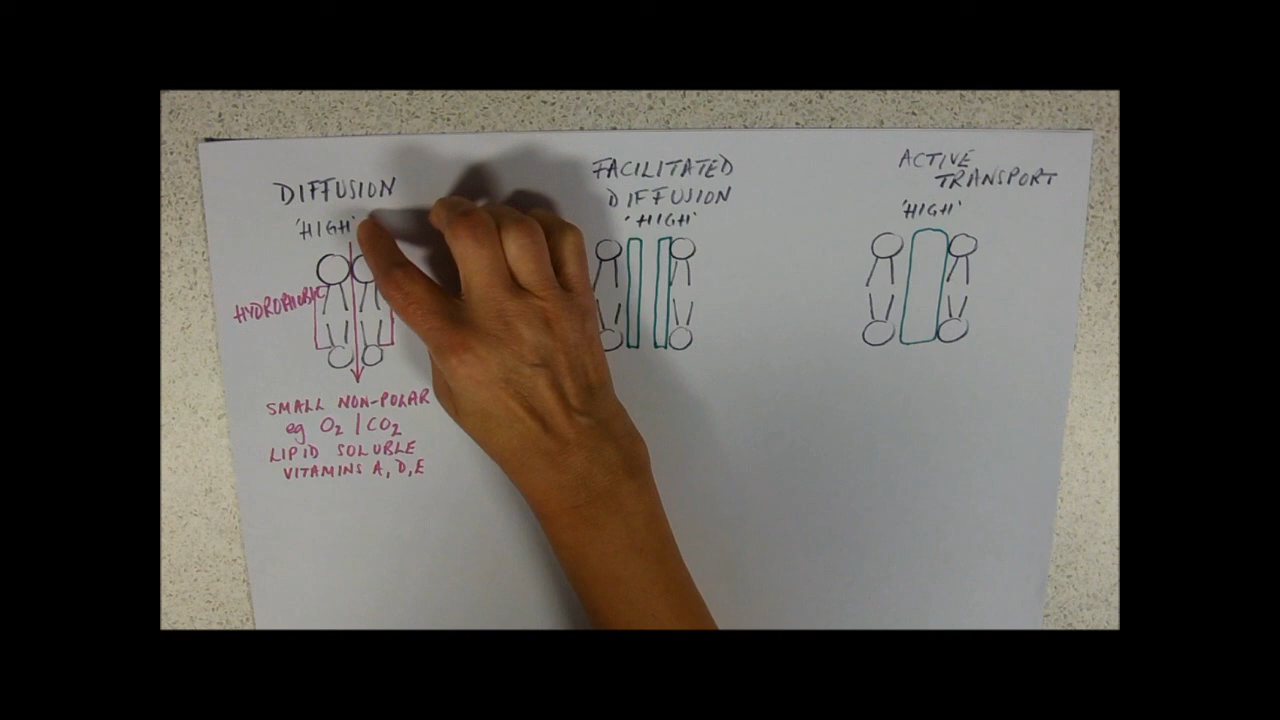 DIFFUSION
'HIGH'
HYDROPHOBIC
SMALL NON-POLAR
eg O₂ / CO₂
LIPID SOLUBLE
VITAMINS A, D, E
FACILITATED
DIFFUSION
'HIGH'
ACTIVE
TRANSPORT
'HIGH'